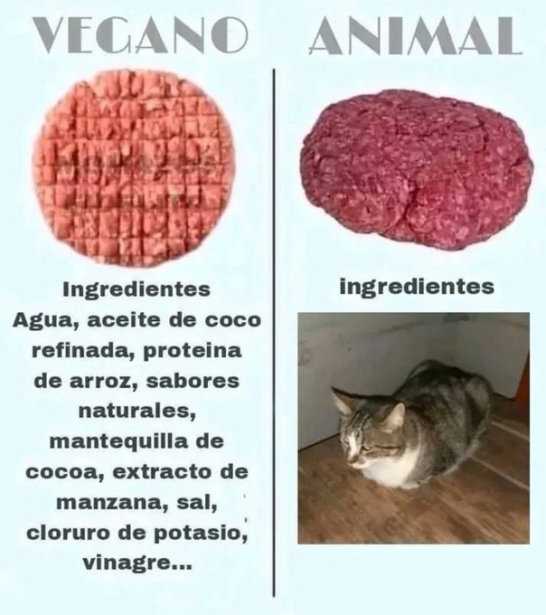 VEGANO
Ingredientes
Agua, aceite de coco
refinada, proteina
de arroz, sabores
naturales,
mantequilla de
cocoa, extracto de
manzana, sal,
cloruro de potasio,
vinagre...
ANIMAL
ingredientes